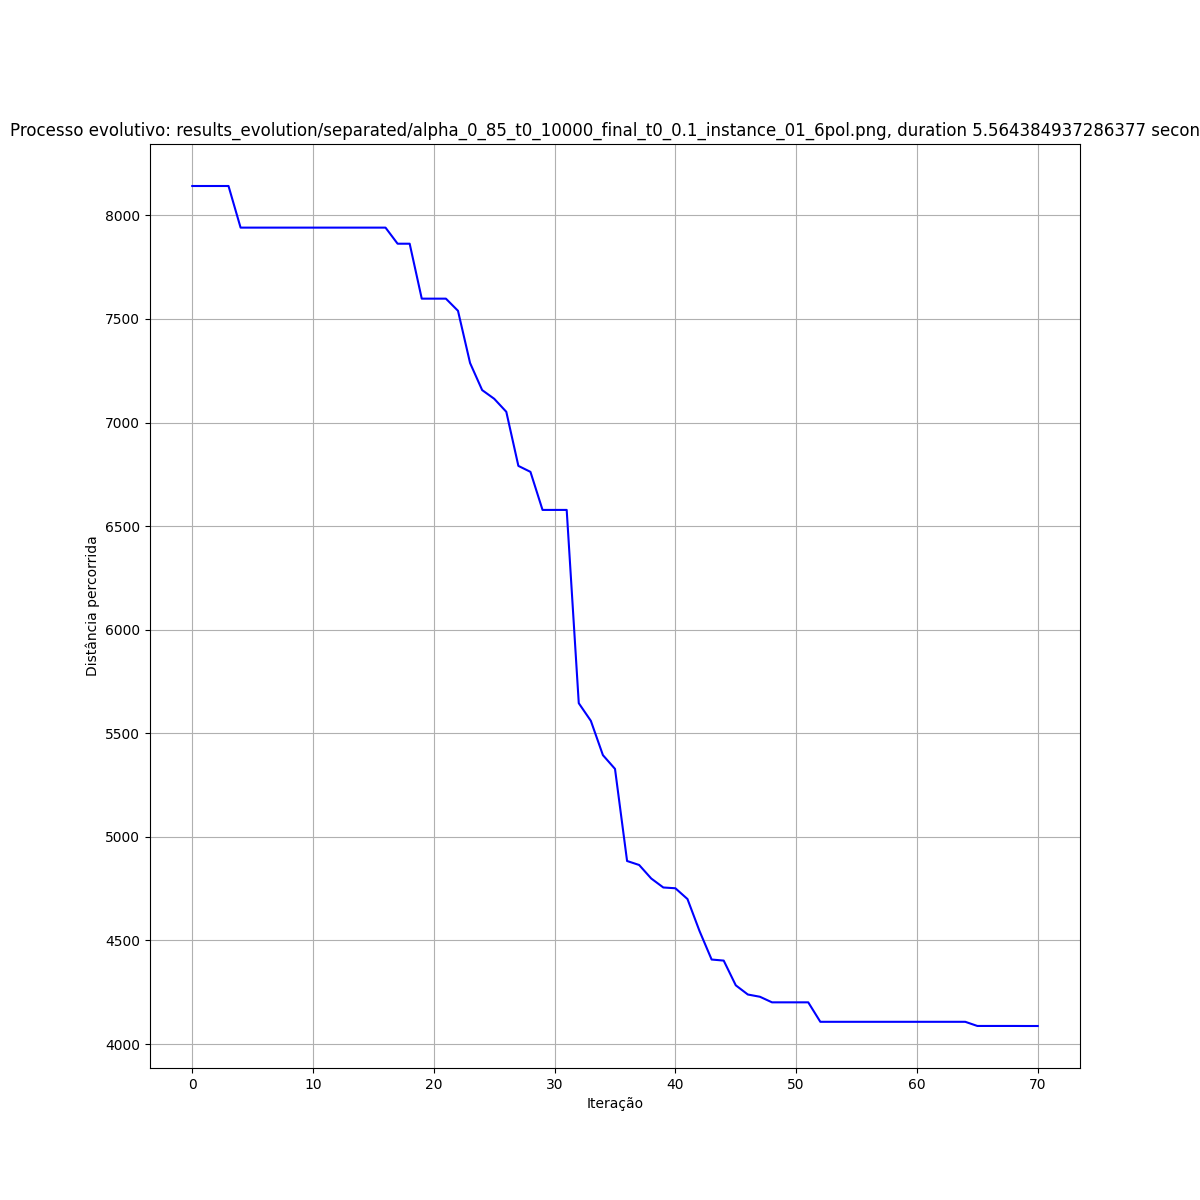 Processo evolutivo: results_evolution/separated/alpha_0_85_t0_10000_final_t0_0.1_instance_01_6pol.png, duration 5.564384937286377 secon
8000
7500
7000
6500
6000
5500
5000
4500
4000
Distância percorrida
0 10 20 30 40 50 60 70
Iteração